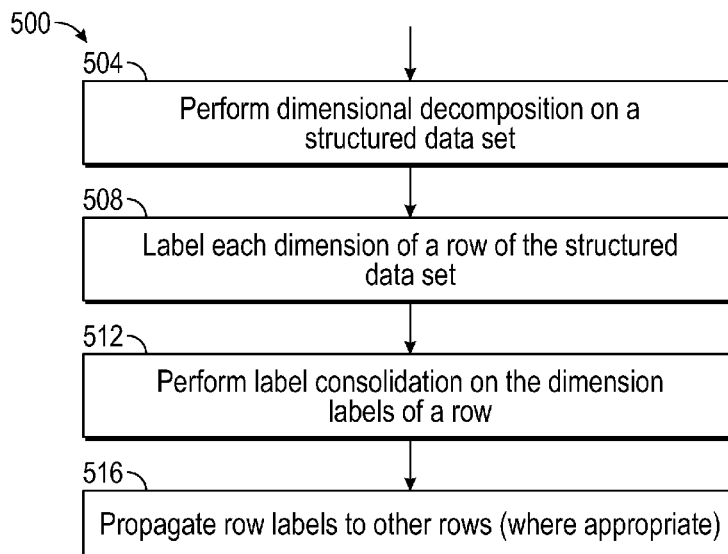 500
504
Perform dimensional decomposition on a
structured data set
508
Label each dimension of a row of the structured
data set
512
Perform label consolidation on the dimension
labels of a row
516
Propagate row labels to other rows (where appropriate)